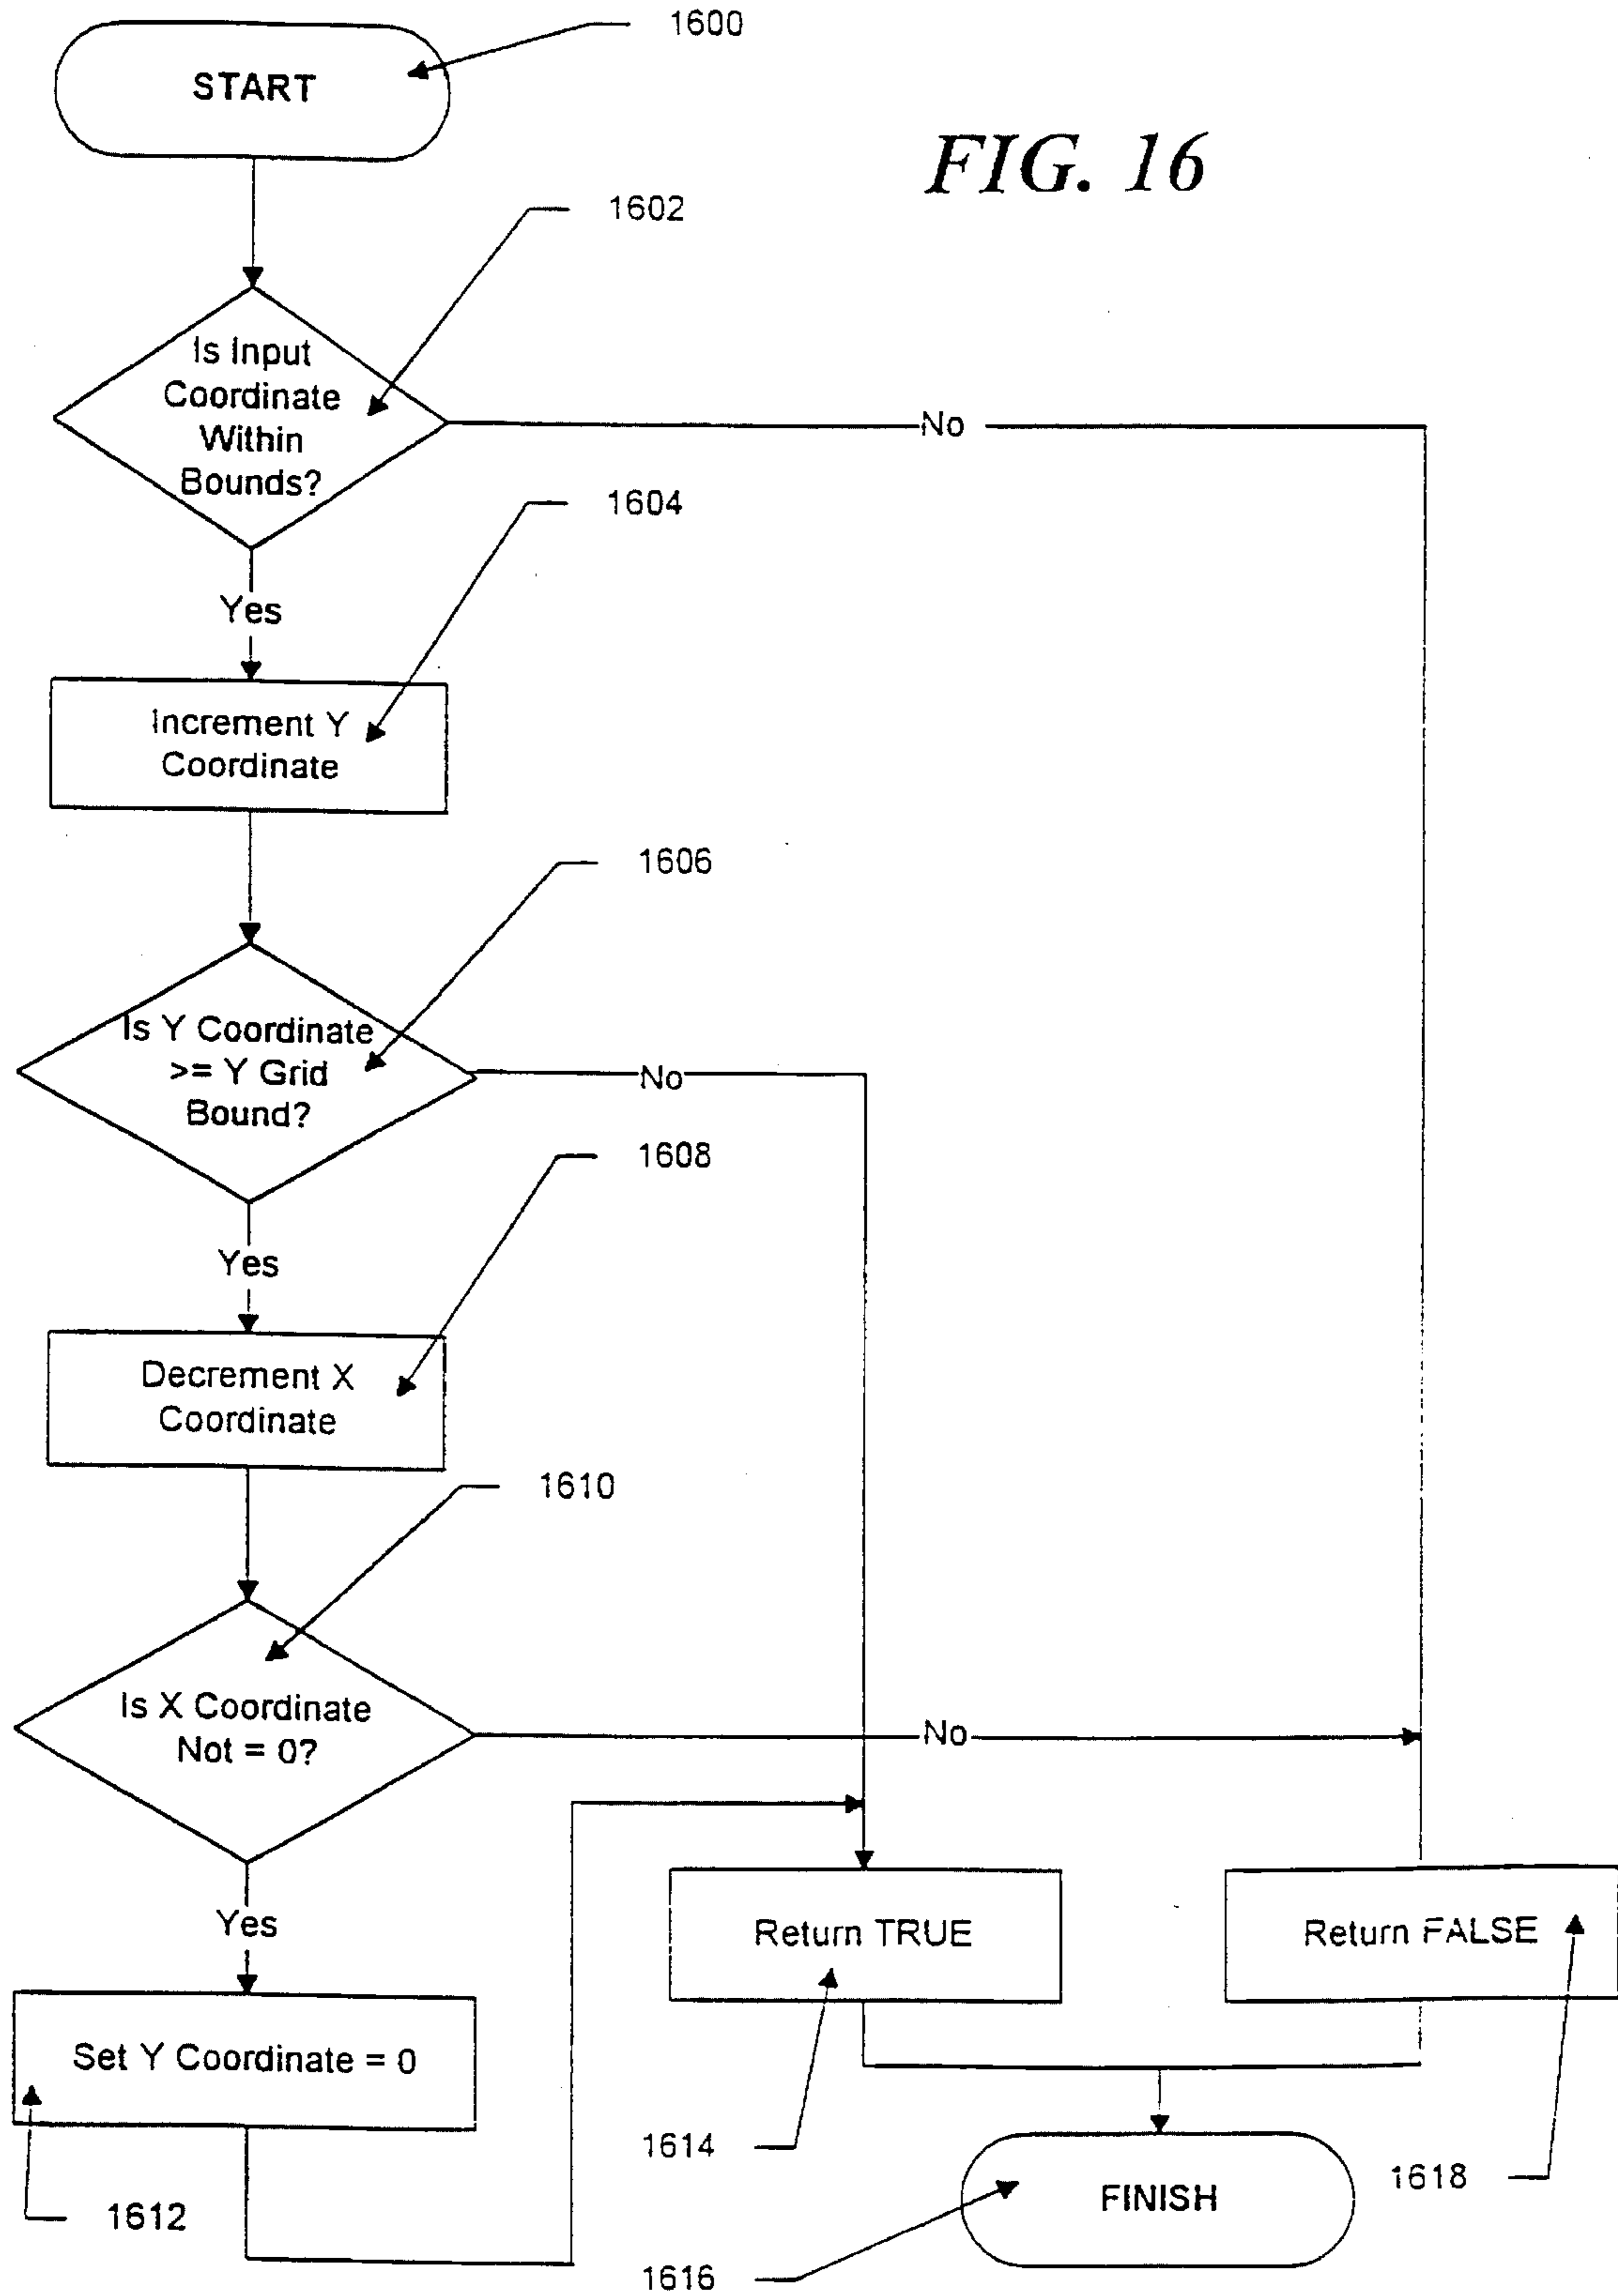 1600
START
FIG. 16
1602
Is Input
Coordinate
Within
Bounds?
No
1604
Yes
Increment Y
Coordinate
1606
Is Y Coordinate
>= Y Grid
Bound?
No
1608
Yes
Decrement X
Coordinate
1610
Is X Coordinate
Not = 0?
No
Yes
Return TRUE
Return FALSE
Set Y Coordinate = 0
1614
1618
1612
FINISH
1616